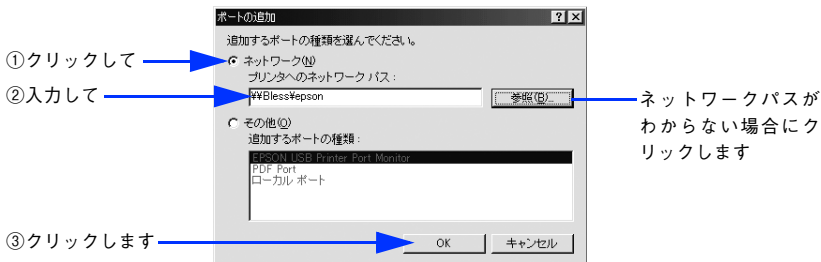 ポートの追加
追加するポートの種類を選んでください。
①クリックして
ネットワーク(N)
プリンタへのネットワーク パス:
②入力して
¥¥Bless¥epson
参照(B)...
ネットワークパスが
わからない場合にク
リックします
その他(O)
追加するポートの種類:
EPSON USB Printer Port Monitor
PDF Port
ローカル ポート
③クリックします
OK
キャンセル